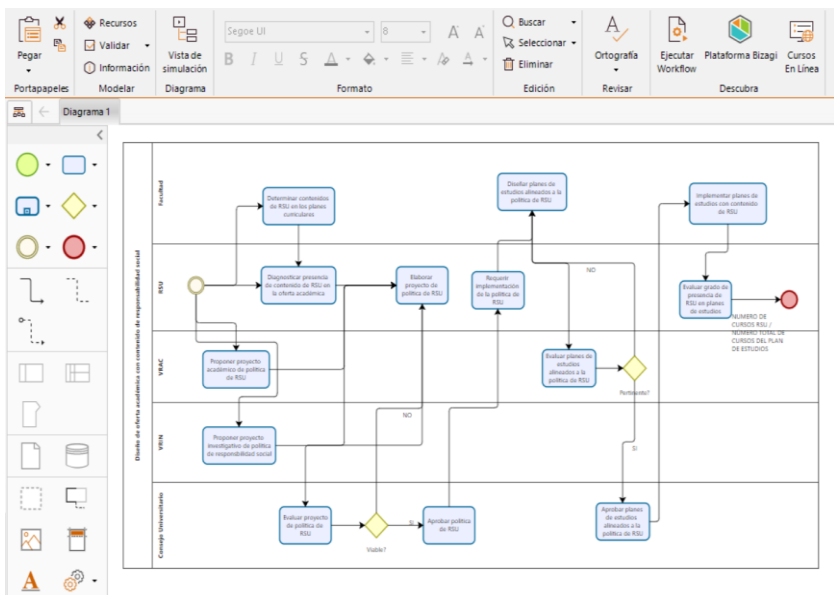 Pegar
Portapapeles
Recursos
Validar
Información
Modelar
Vista de
simulación
Diagrama
Segoe UI
8
A A
B I U S A A
Formato
Buscar
Seleccionar
Eliminar
Edición
Ortografía
Revisar
Ejecutar
Workflow
Plataforma Bizagi
Cursos
En Línea
Descubra
Diagrama 1
Diseño de oferta académica con contenido de responsabilidad social
Facultad
Determinar contenidos
de RSU en los planes
curriculares
Diseñar planes de
estudios alineados a la
política de RSU
Implementar planes de
estudios con contenido
de RSU
RSU
Diagnosticar presencia
de contenido de RSU en
la oferta académica
Elaborar
proyecto de
política de RSU
Requerir
implementación
de la política de
RSU
NO
Evaluar grado de
presencia de
RSU en planes
de estudios
NUMERO DE
CURSOS RSU /
NUMERO TOTAL DE
CURSOS DEL PLAN
DE ESTUDIOS
VRAC
Proponer proyecto
académico de política
de RSU
Evaluar planes de
estudios
alineados a la
política de RSU
Pertinente?
VRIN
Proponer proyecto
investigativo de política
de responsbilidad social
NO
SI
Consejo Universitario
Evaluar proyecto
de política de
RSU
Viable?
SI
Aprobar política
de RSU
Aprobar planes
de estudios
alineados a la
política de RSU
A